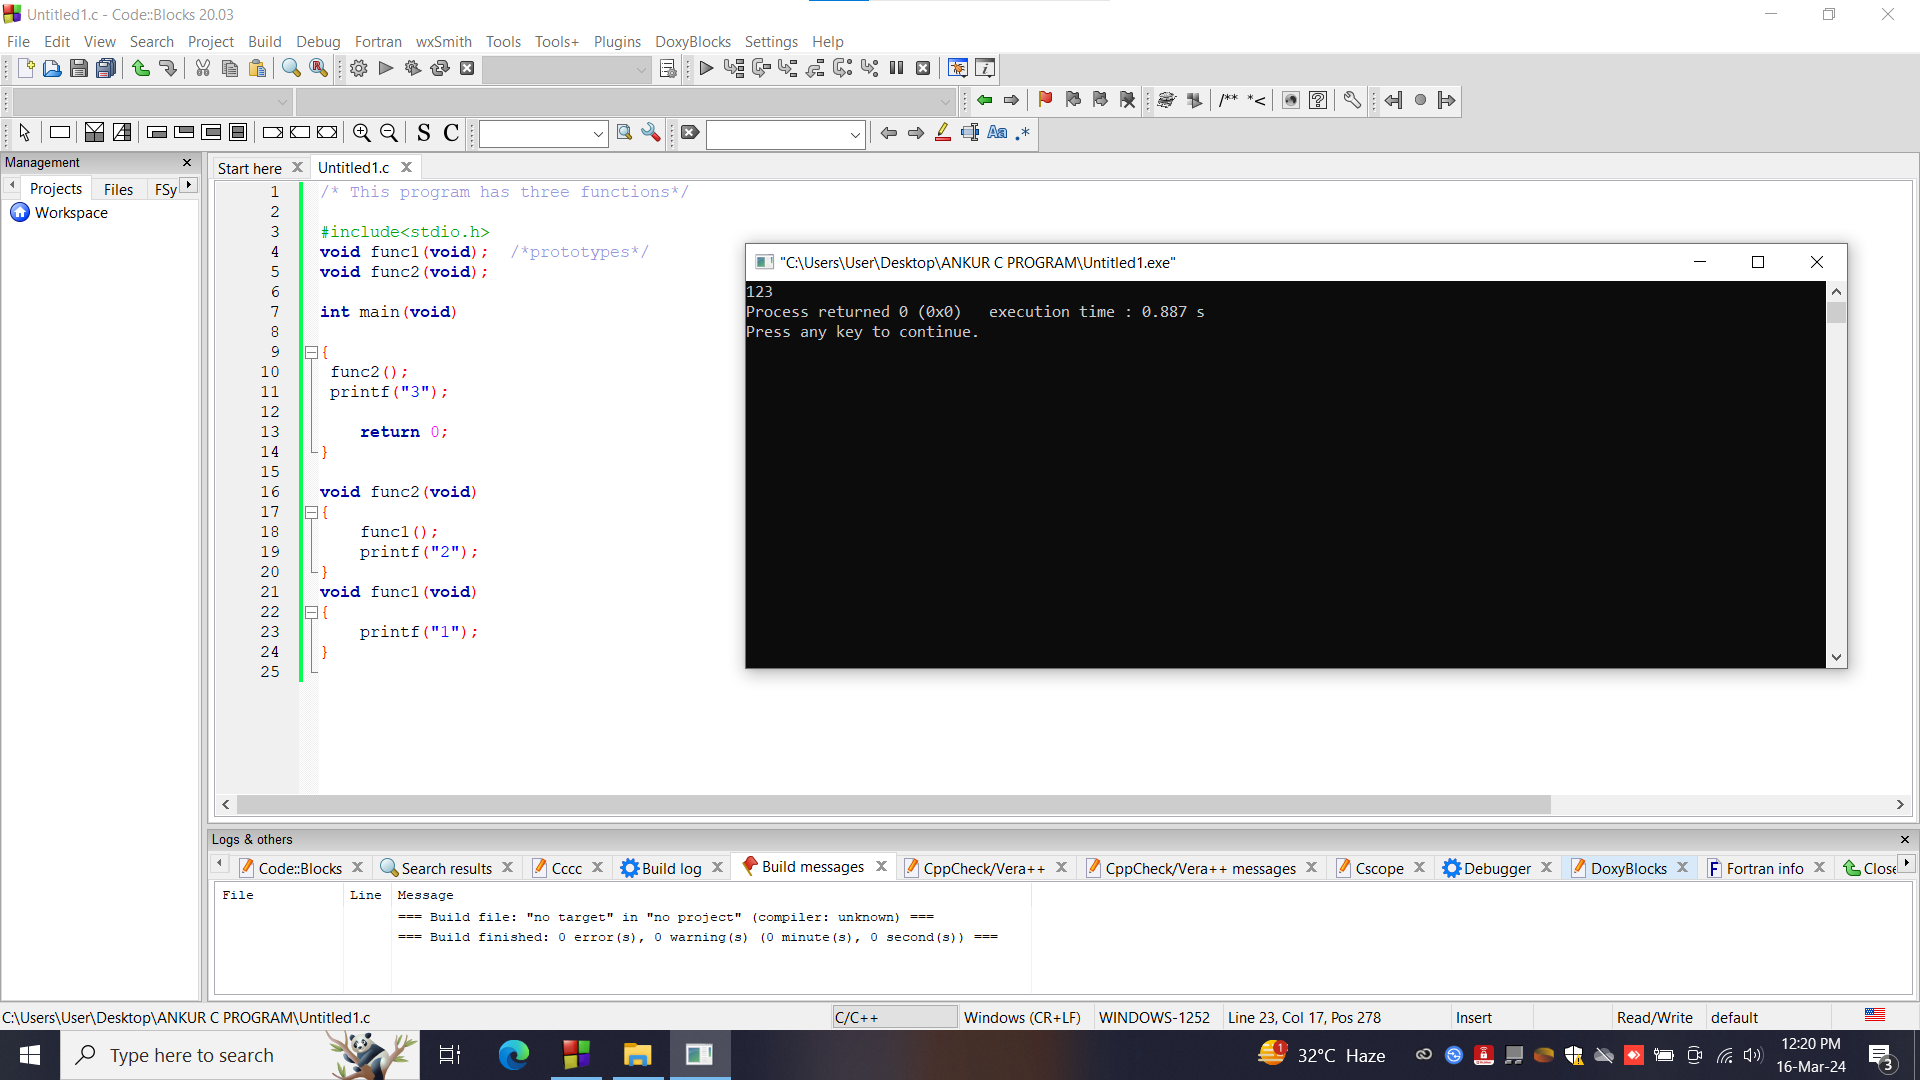 Untitled1.c - Code::Blocks 20.03
File Edit View Search Project Build Debug Fortran wxSmith Tools Tools+ Plugins DoxyBlocks Settings Help
/** *<
S C
Aa .*
Management
Projects Files FSy
Workspace
Start here Untitled1.c
1 /* This program has three functions*/
2
3 #include<stdio.h>
4 void func1(void); /*prototypes*/
5 void func2(void);
6
7 int main(void)
8
9 {
10 func2();
11 printf("3");
12
13 return 0;
14 }
15
16 void func2(void)
17 {
18 func1();
19 printf("2");
20 }
21 void func1(void)
22 {
23 printf("1");
24 }
25
"C:\Users\User\Desktop\ANKUR C PROGRAM\Untitled1.exe"
123
Process returned 0 (0x0)   execution time : 0.887 s
Press any key to continue.
Logs & others
Code::Blocks Search results Cccc Build log Build messages CppCheck/Vera++ CppCheck/Vera++ messages Cscope Debugger DoxyBlocks Fortran info Close
File Line Message
=== Build file: "no target" in "no project" (compiler: unknown) ===
=== Build finished: 0 error(s), 0 warning(s) (0 minute(s), 0 second(s)) ===
C:\Users\User\Desktop\ANKUR C PROGRAM\Untitled1.c C/C++ Windows (CR+LF) WINDOWS-1252 Line 23, Col 17, Pos 278 Insert Read/Write default
Type here to search
1 32°C Haze
12:20 PM
16-Mar-24
3